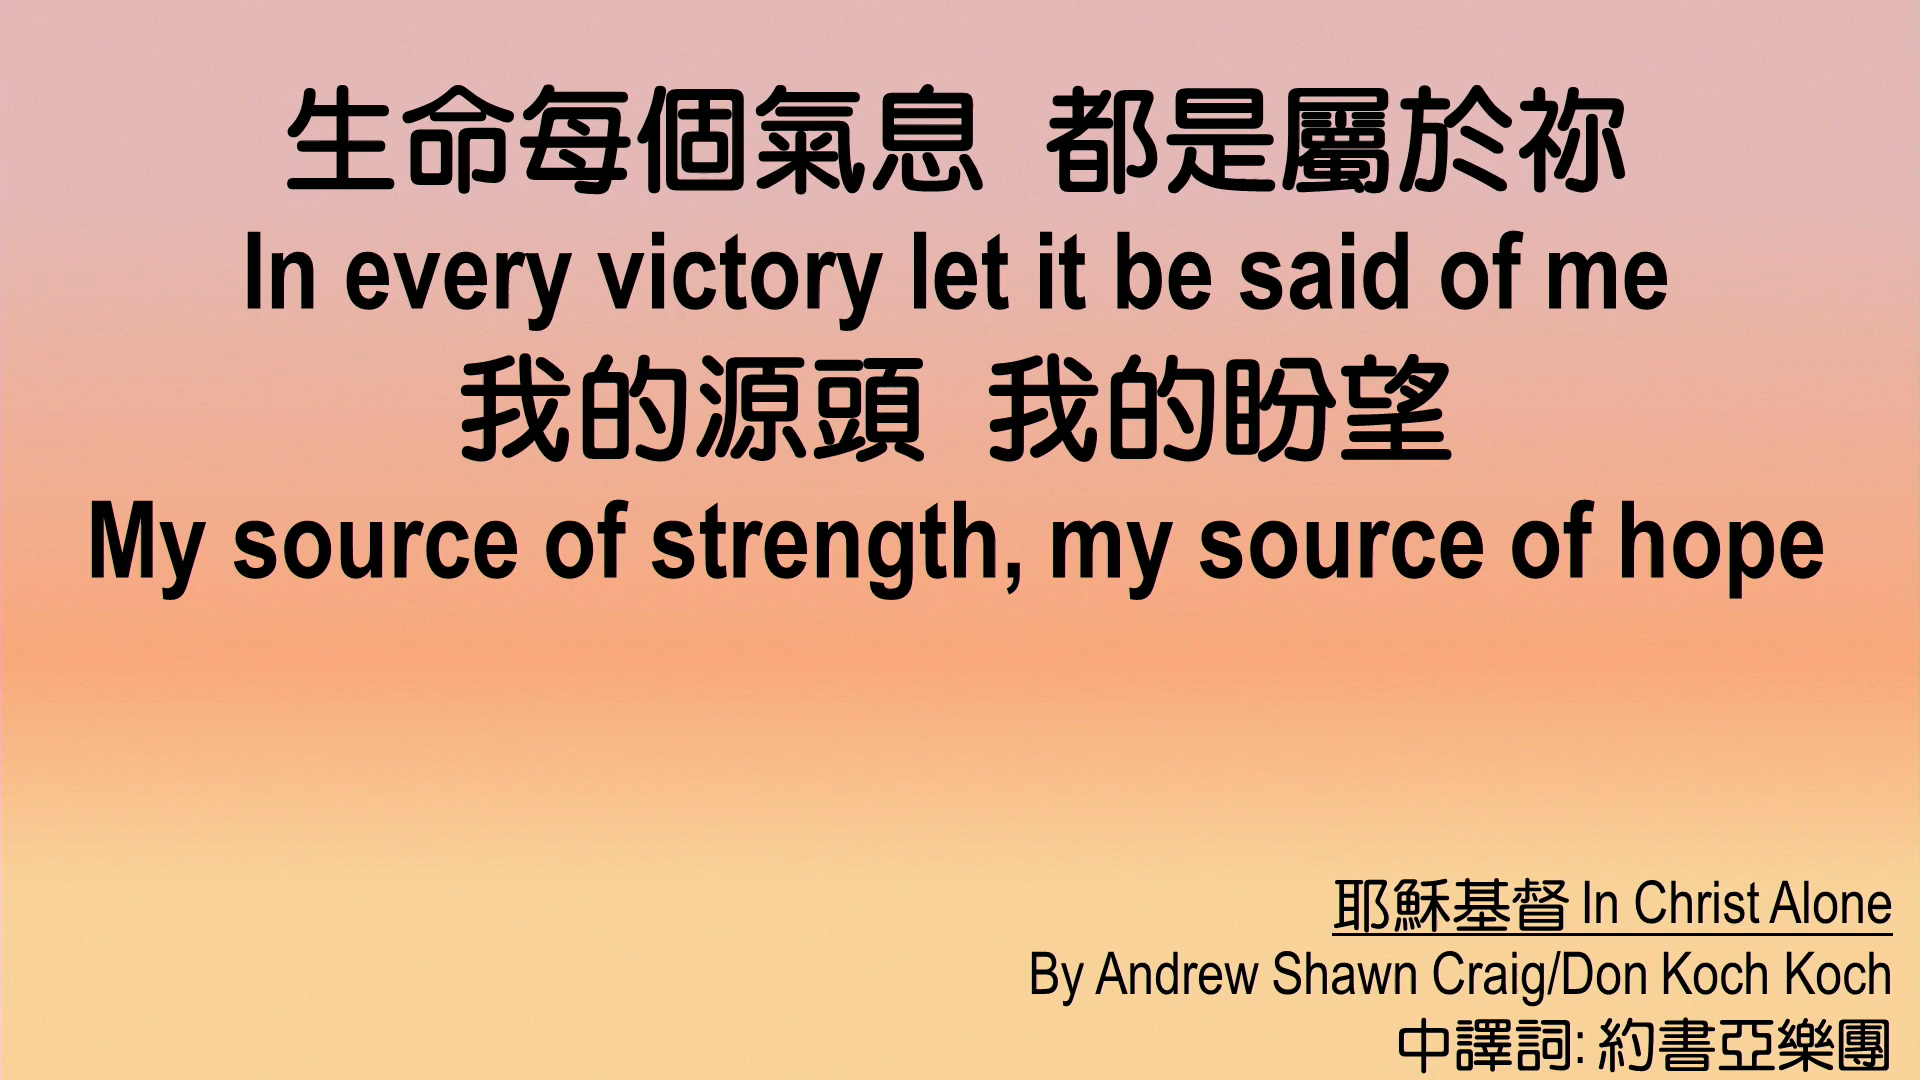 生命每個氣息 都是屬於祢
In every victory let it be said of me
我的源頭 我的盼望
My source of strength, my source of hope
耶穌基督 In Christ Alone
By Andrew Shawn Craig/Don Koch Koch
中譯詞: 約書亞樂團